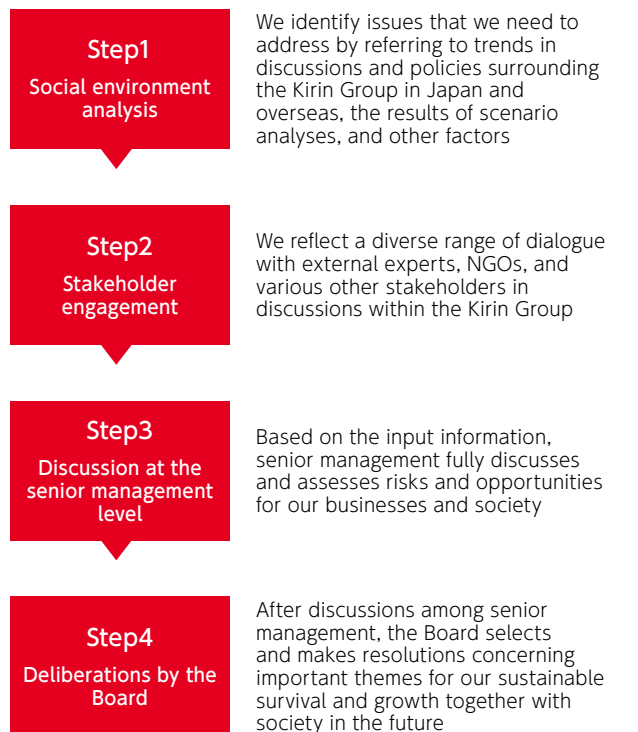 Step1
Social environment
analysis
We identify issues that we need to
address by referring to trends in
discussions and policies surrounding
the Kirin Group in Japan and
overseas, the results of scenario
analyses, and other factors
Step2
Stakeholder
engagement
We reflect a diverse range of dialogue
with external experts, NGOs, and
various other stakeholders in
discussions within the Kirin Group
Step3
Discussion at the
senior management
level
Based on the input information,
senior management fully discusses
and assesses risks and opportunities
for our businesses and society
Step4
Deliberations by the
Board
After discussions among senior
management, the Board selects
and makes resolutions concerning
important themes for our sustainable
survival and growth together with
society in the future